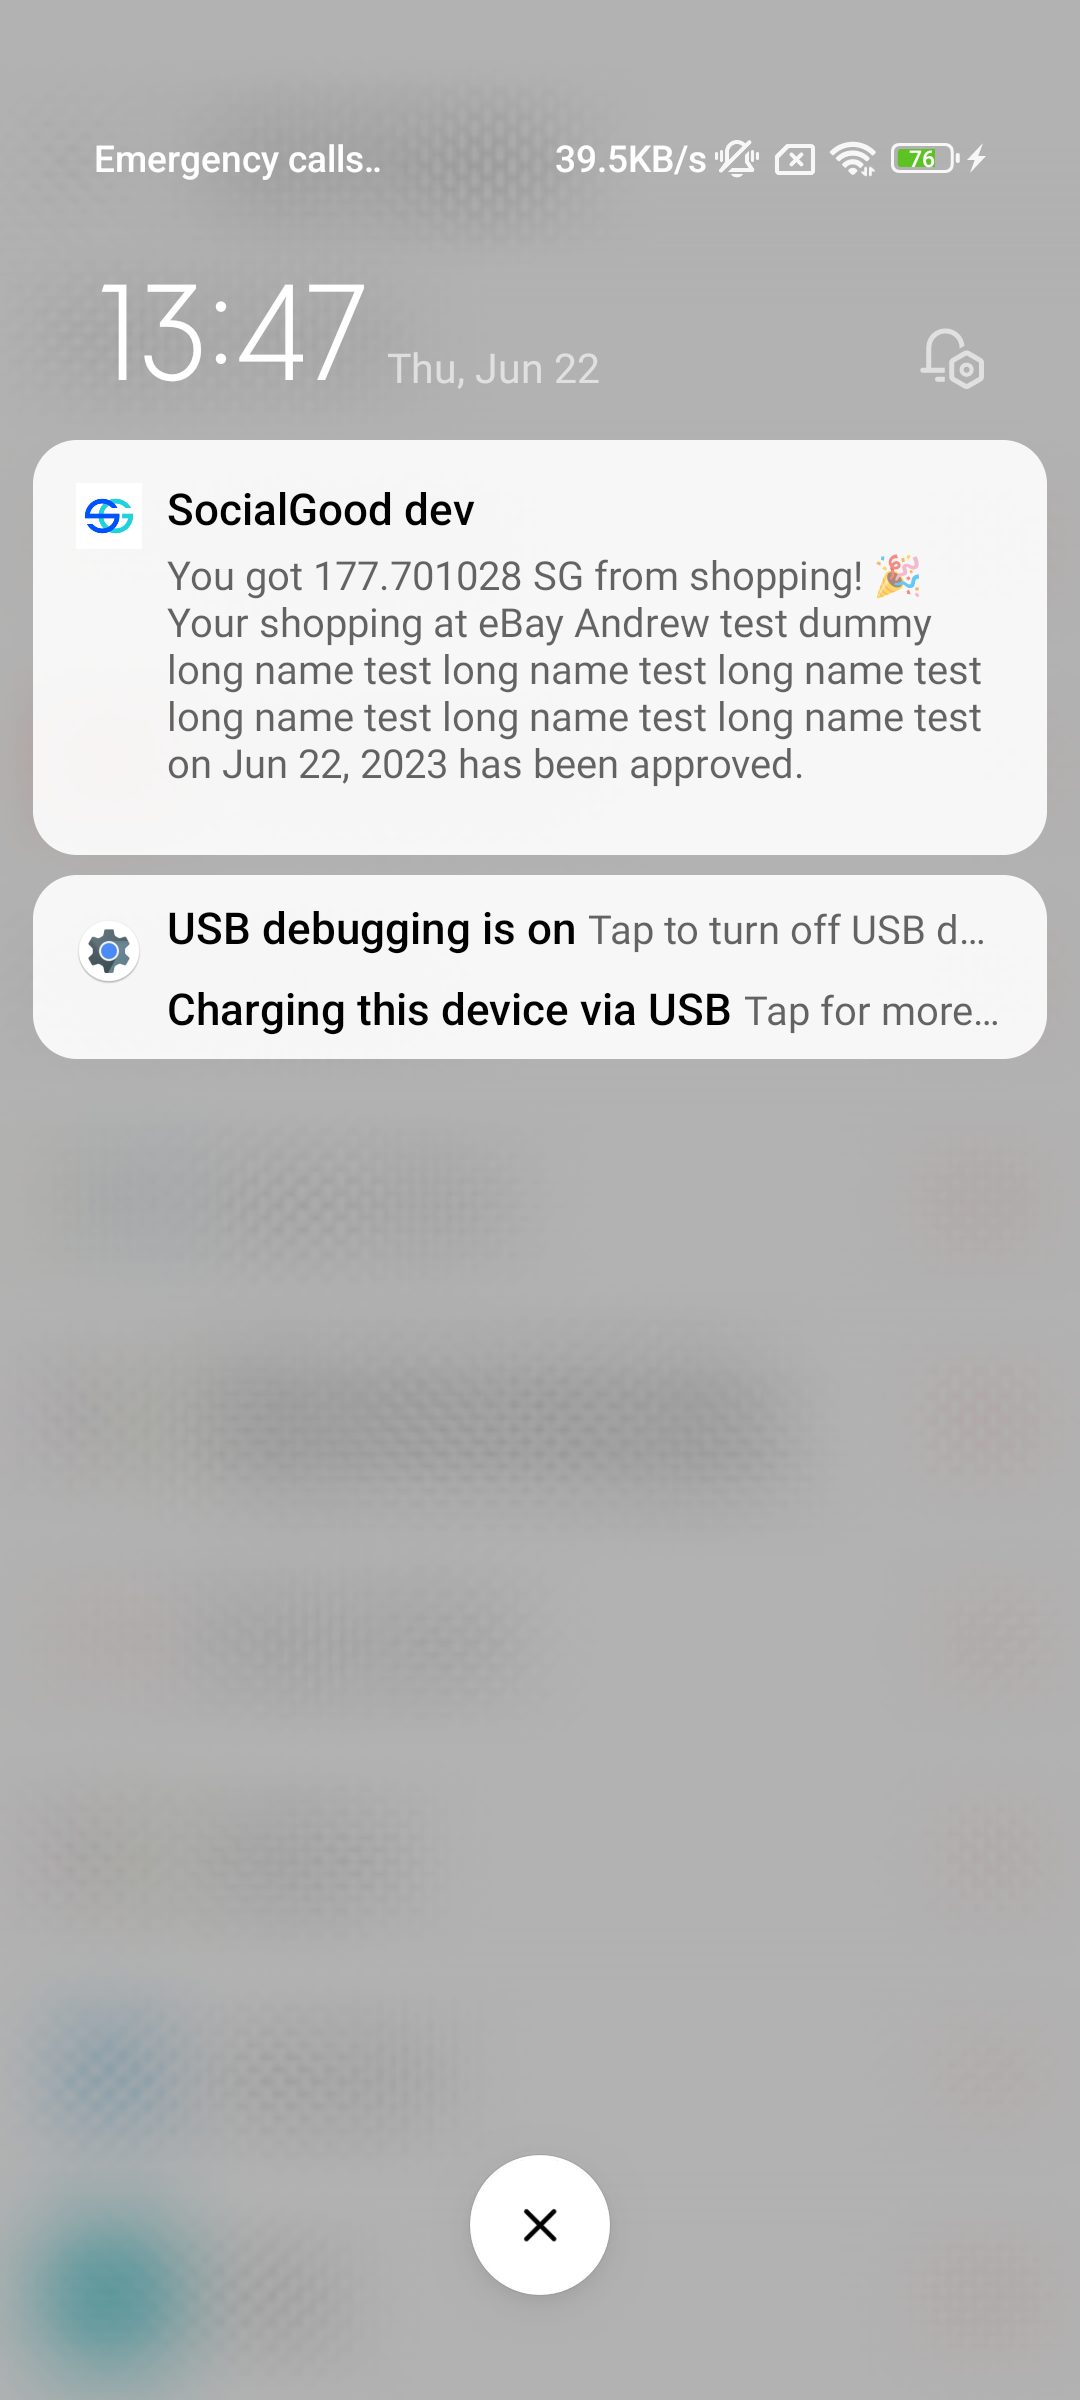 Emergency calls.. 39.5KB/s 76
13:47 Thu, Jun 22
SocialGood dev
You got 177.701028 SG from shopping! 🎉
Your shopping at eBay Andrew test dummy
long name test long name test long name test
long name test long name test long name test
on Jun 22, 2023 has been approved.
USB debugging is on Tap to turn off USB d...
Charging this device via USB Tap for more...